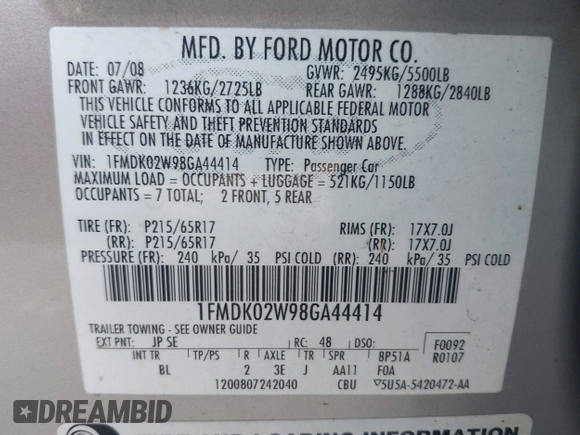 MFD. BY FORD MOTOR CO.
DATE: 07/08 GVWR: 2495KG/5500LB
FRONT GAWR: 1236KG/2725LB REAR GAWR: 1288KG/2840LB
THIS VEHICLE CONFORMS TO ALL APPLICABLE FEDERAL MOTOR
VEHICLE SAFETY AND THEFT PREVENTION STANDARDS
IN EFFECT ON THE DATE OF MANUFACTURE SHOWN ABOVE.
VIN: 1FMDK02W98GA44414 TYPE: Passenger Car
MAXIMUM LOAD = OCCUPANTS + LUGGAGE = 521KG/1150LB
OCCUPANTS = 7 TOTAL; 2 FRONT, 5 REAR
TIRE (FR): P215/65R17 RIMS (FR): 17X7.0J
(RR): P215/65R17 (RR): 17X7.0J
PRESSURE (FR): 240 kPa/ 35 PSI COLD (RR): 240 kPa/ 35 PSI COLD
1FMDK02W98GA44414
TRAILER TOWING - SEE OWNER GUIDE
EXT PNT: JP SE RC: 48 DSO: F0092
INT TR TP/PS R AXLE TR SPR BP51A R0107
BL 2 3E J AA11 F0A
1200807242040 CBU 5U5A-5420472-AA
LOADING INFORMATION
DREAMBID